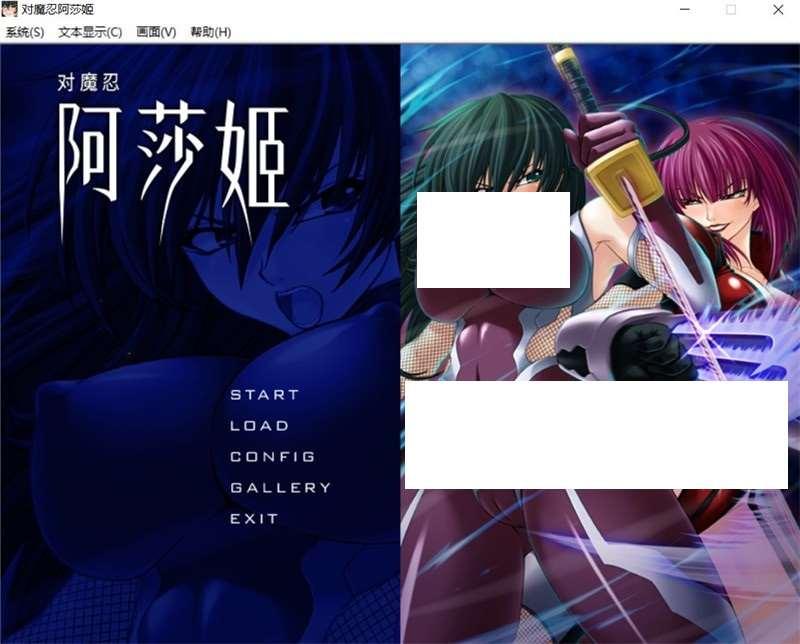 对魔忍阿莎姬
系统(S) 文本显示(C) 画面(V) 帮助(H)
对魔忍
阿莎姬
START
LOAD
CONFIG
GALLERY
EXIT